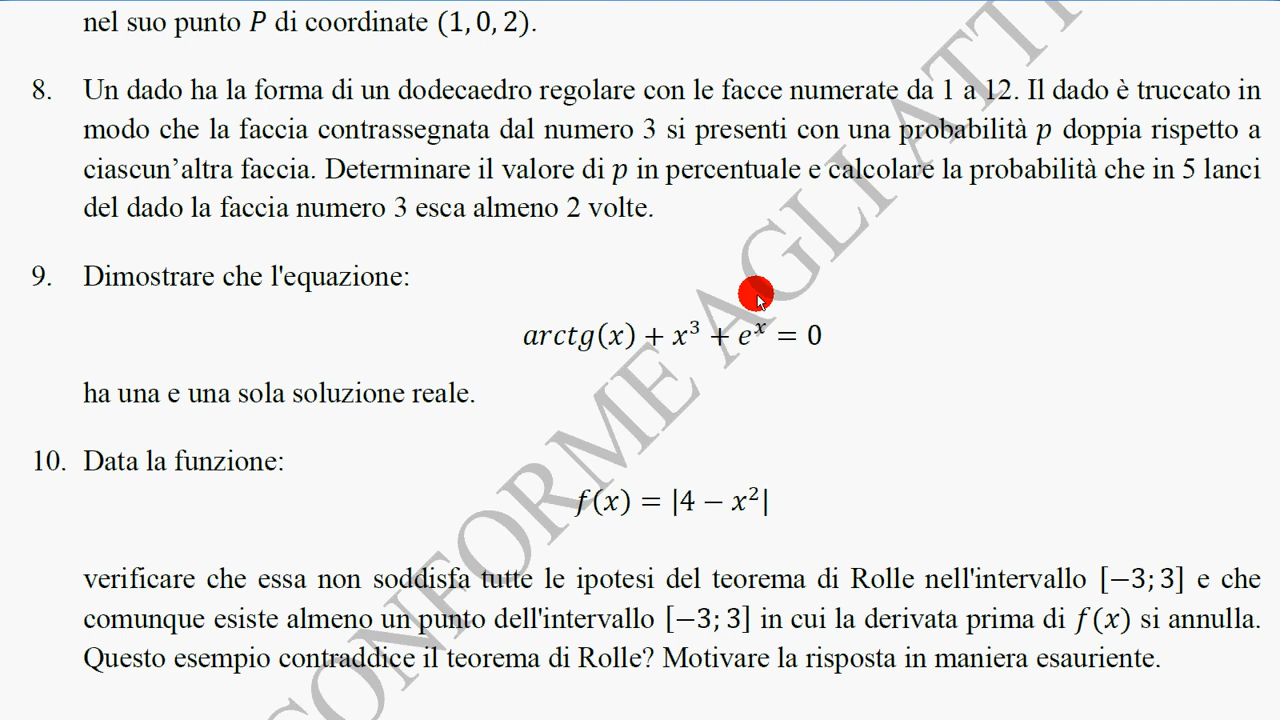 nel suo punto P di coordinate (1, 0, 2).
8. Un dado ha la forma di un dodecaedro regolare con le facce numerate da 1 a 12. Il dado è truccato in
modo che la faccia contrassegnata dal numero 3 si presenti con una probabilità p doppia rispetto a
ciascun’altra faccia. Determinare il valore di p in percentuale e calcolare la probabilità che in 5 lanci
del dado la faccia numero 3 esca almeno 2 volte.
9. Dimostrare che l'equazione:
arctg(x) + x³ + eˣ = 0
ha una e una sola soluzione reale.
10. Data la funzione:
f(x) = |4 − x²|
verificare che essa non soddisfa tutte le ipotesi del teorema di Rolle nell'intervallo [−3; 3] e che
comunque esiste almeno un punto dell'intervallo [−3; 3] in cui la derivata prima di f(x) si annulla.
Questo esempio contraddice il teorema di Rolle? Motivare la risposta in maniera esauriente.
CONFORME AGLI ATTI